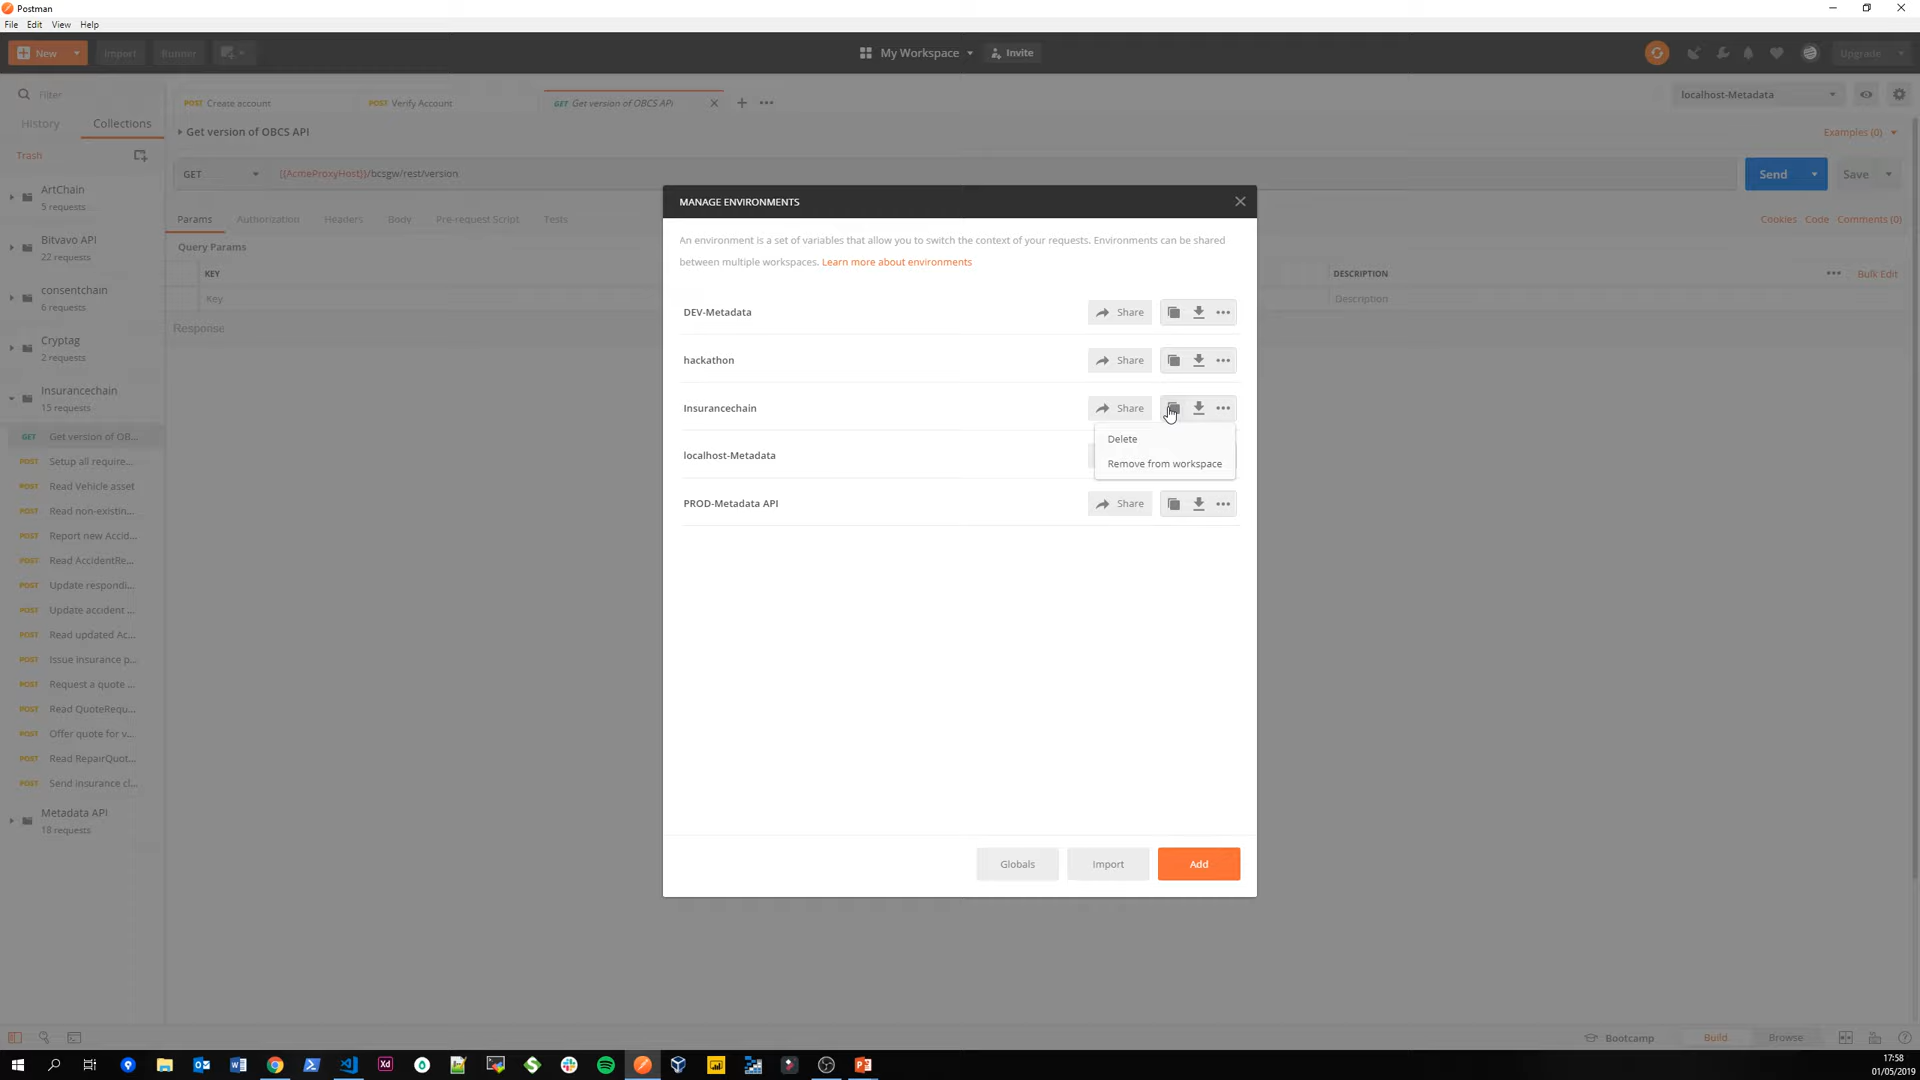 Postman
File Edit View Help
New Import Runner My Workspace Invite Upgrade
Filter
History Collections
Trash
ArtChain
5 requests
Bitvavo API
22 requests
consentchain
6 requests
Cryptag
2 requests
Insurancechain
15 requests
GET Get version of OB...
POST Setup all require...
POST Read Vehicle asset
POST Read non-existin...
POST Report new Accid...
POST Read AccidentRe...
POST Update respondi...
POST Update accident ...
POST Read updated Ac...
POST Issue Insurance p...
POST Request a quote ...
POST Read QuoteRequ...
POST Offer quote for v...
POST Read RepairQuot...
POST Send insurance cl...
Metadata API
18 requests
POST Create account POST Verify Account GET Get version of OBCS API
localhost-Metadata
Get version of OBCS API
Examples (0)
GET {{AcmeProxyHost}}/bcsgw/rest/version
Send Save
Params Authorization Headers Body Pre-request Script Tests
Cookies Code Comments (0)
Query Params
KEY DESCRIPTION Bulk Edit
Key Description
Response
MANAGE ENVIRONMENTS
An environment is a set of variables that allow you to switch the context of your requests. Environments can be shared
between multiple workspaces. Learn more about environments
DEV-Metadata Share
hackathon Share
Insurancechain Share
Delete
Remove from workspace
localhost-Metadata
PROD-Metadata API Share
Globals Import Add
Bootcamp Build Browse
17:58
01/05/2019